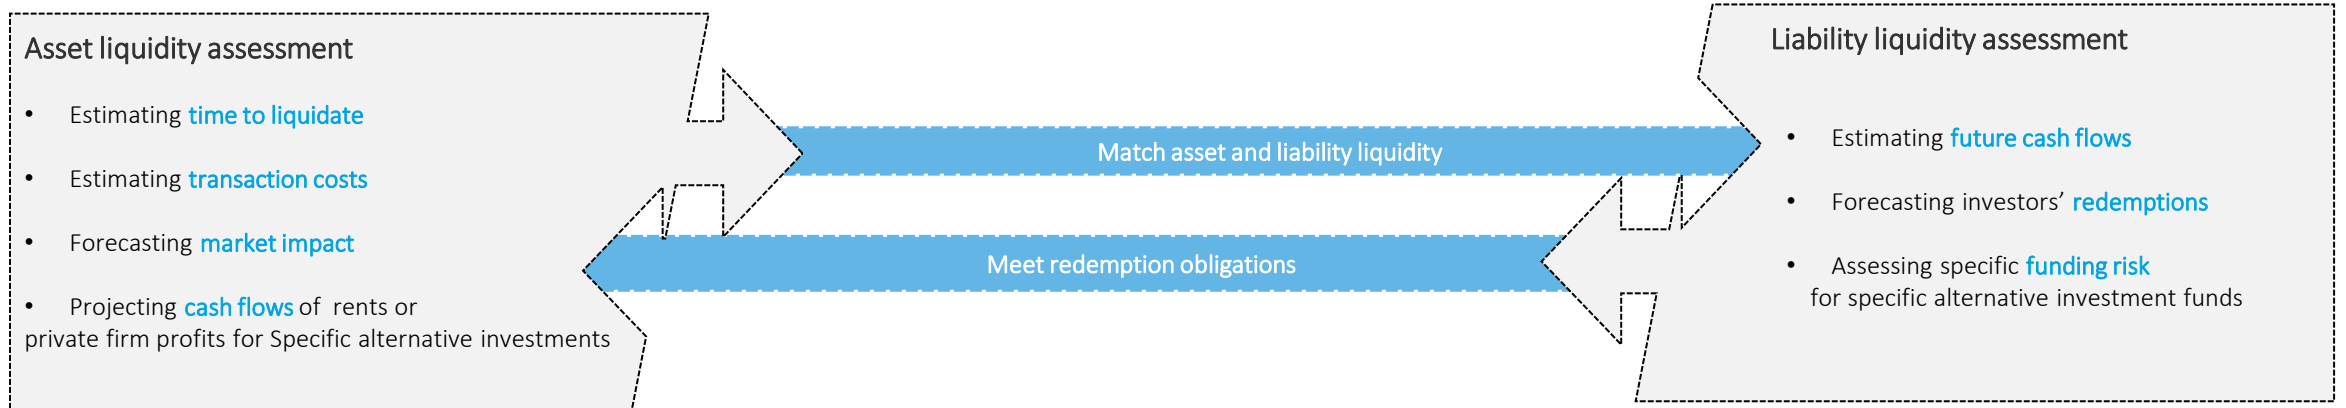 Asset liquidity assessment
• Estimating time to liquidate
• Estimating transaction costs
• Forecasting market impact
• Projecting cash flows of rents or
private firm profits for Specific alternative investments
Match asset and liability liquidity
Meet redemption obligations
Liability liquidity assessment
• Estimating future cash flows
• Forecasting investors’ redemptions
• Assessing specific funding risk
for specific alternative investment funds